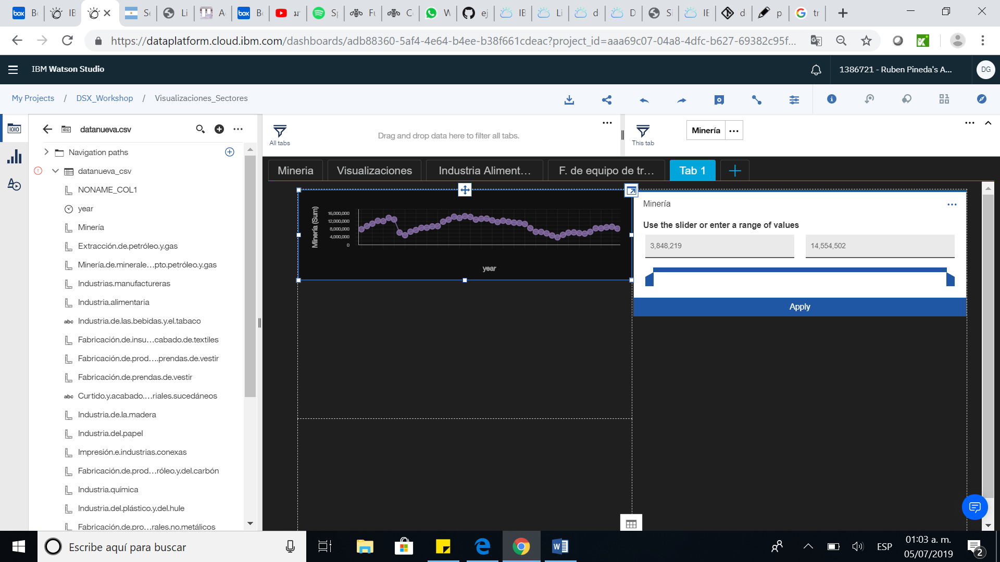 box
IB
Se
Li
A
box
Sp
Fu
C
W
ej
IB
Li
d
D
Si
IE
d
p
tr
https://dataplatform.cloud.ibm.com/dashboards/adb88360-5af4-4e64-b4ee-b38f661cdeac?project_id=aaa69c07-04a8-4dfc-b627-69382c95f...
IBM Watson Studio
1386721 - Ruben Pineda's A...
DG
My Projects / DSX_Workshop / Visualizaciones_Sectores
datanueva.csv
Navigation paths
datanueva_csv
NONAME_COL1
year
Minería
Extracción.de.petróleo.y.gas
Minería.de.minerale…pto.petróleo.y.gas
Industrias.manufactureras
Industria.alimentaria
abc Industria.de.las.bebidas.y.el.tabaco
Fabricación.de.insu…cabado.de.textiles
Fabricación.de.prod….prendas.de.vestir
Fabricación.de.prendas.de.vestir
abc Curtido.y.acabado.…riales.sucedáneos
Industria.de.la.madera
Industria.del.papel
Impresión.e.industrias.conexas
Fabricación.de.prod…róleo.y.del.carbón
Industria.química
Industria.del.plástico.y.del.hule
Fabricación.de.pro…rales.no.metálicos
All tabs
Drag and drop data here to filter all tabs.
This tab
Minería
Mineria
Visualizaciones
Industria Aliment…
F. de equipo de tr…
Tab 1
Minería (Sum)
16,000,000
12,000,000
8,000,000
4,000,000
0
year
Minería
Use the slider or enter a range of values
3,848,219
14,554,502
Apply
Escribe aquí para buscar
ESP
01:03 a. m.
05/07/2019
2